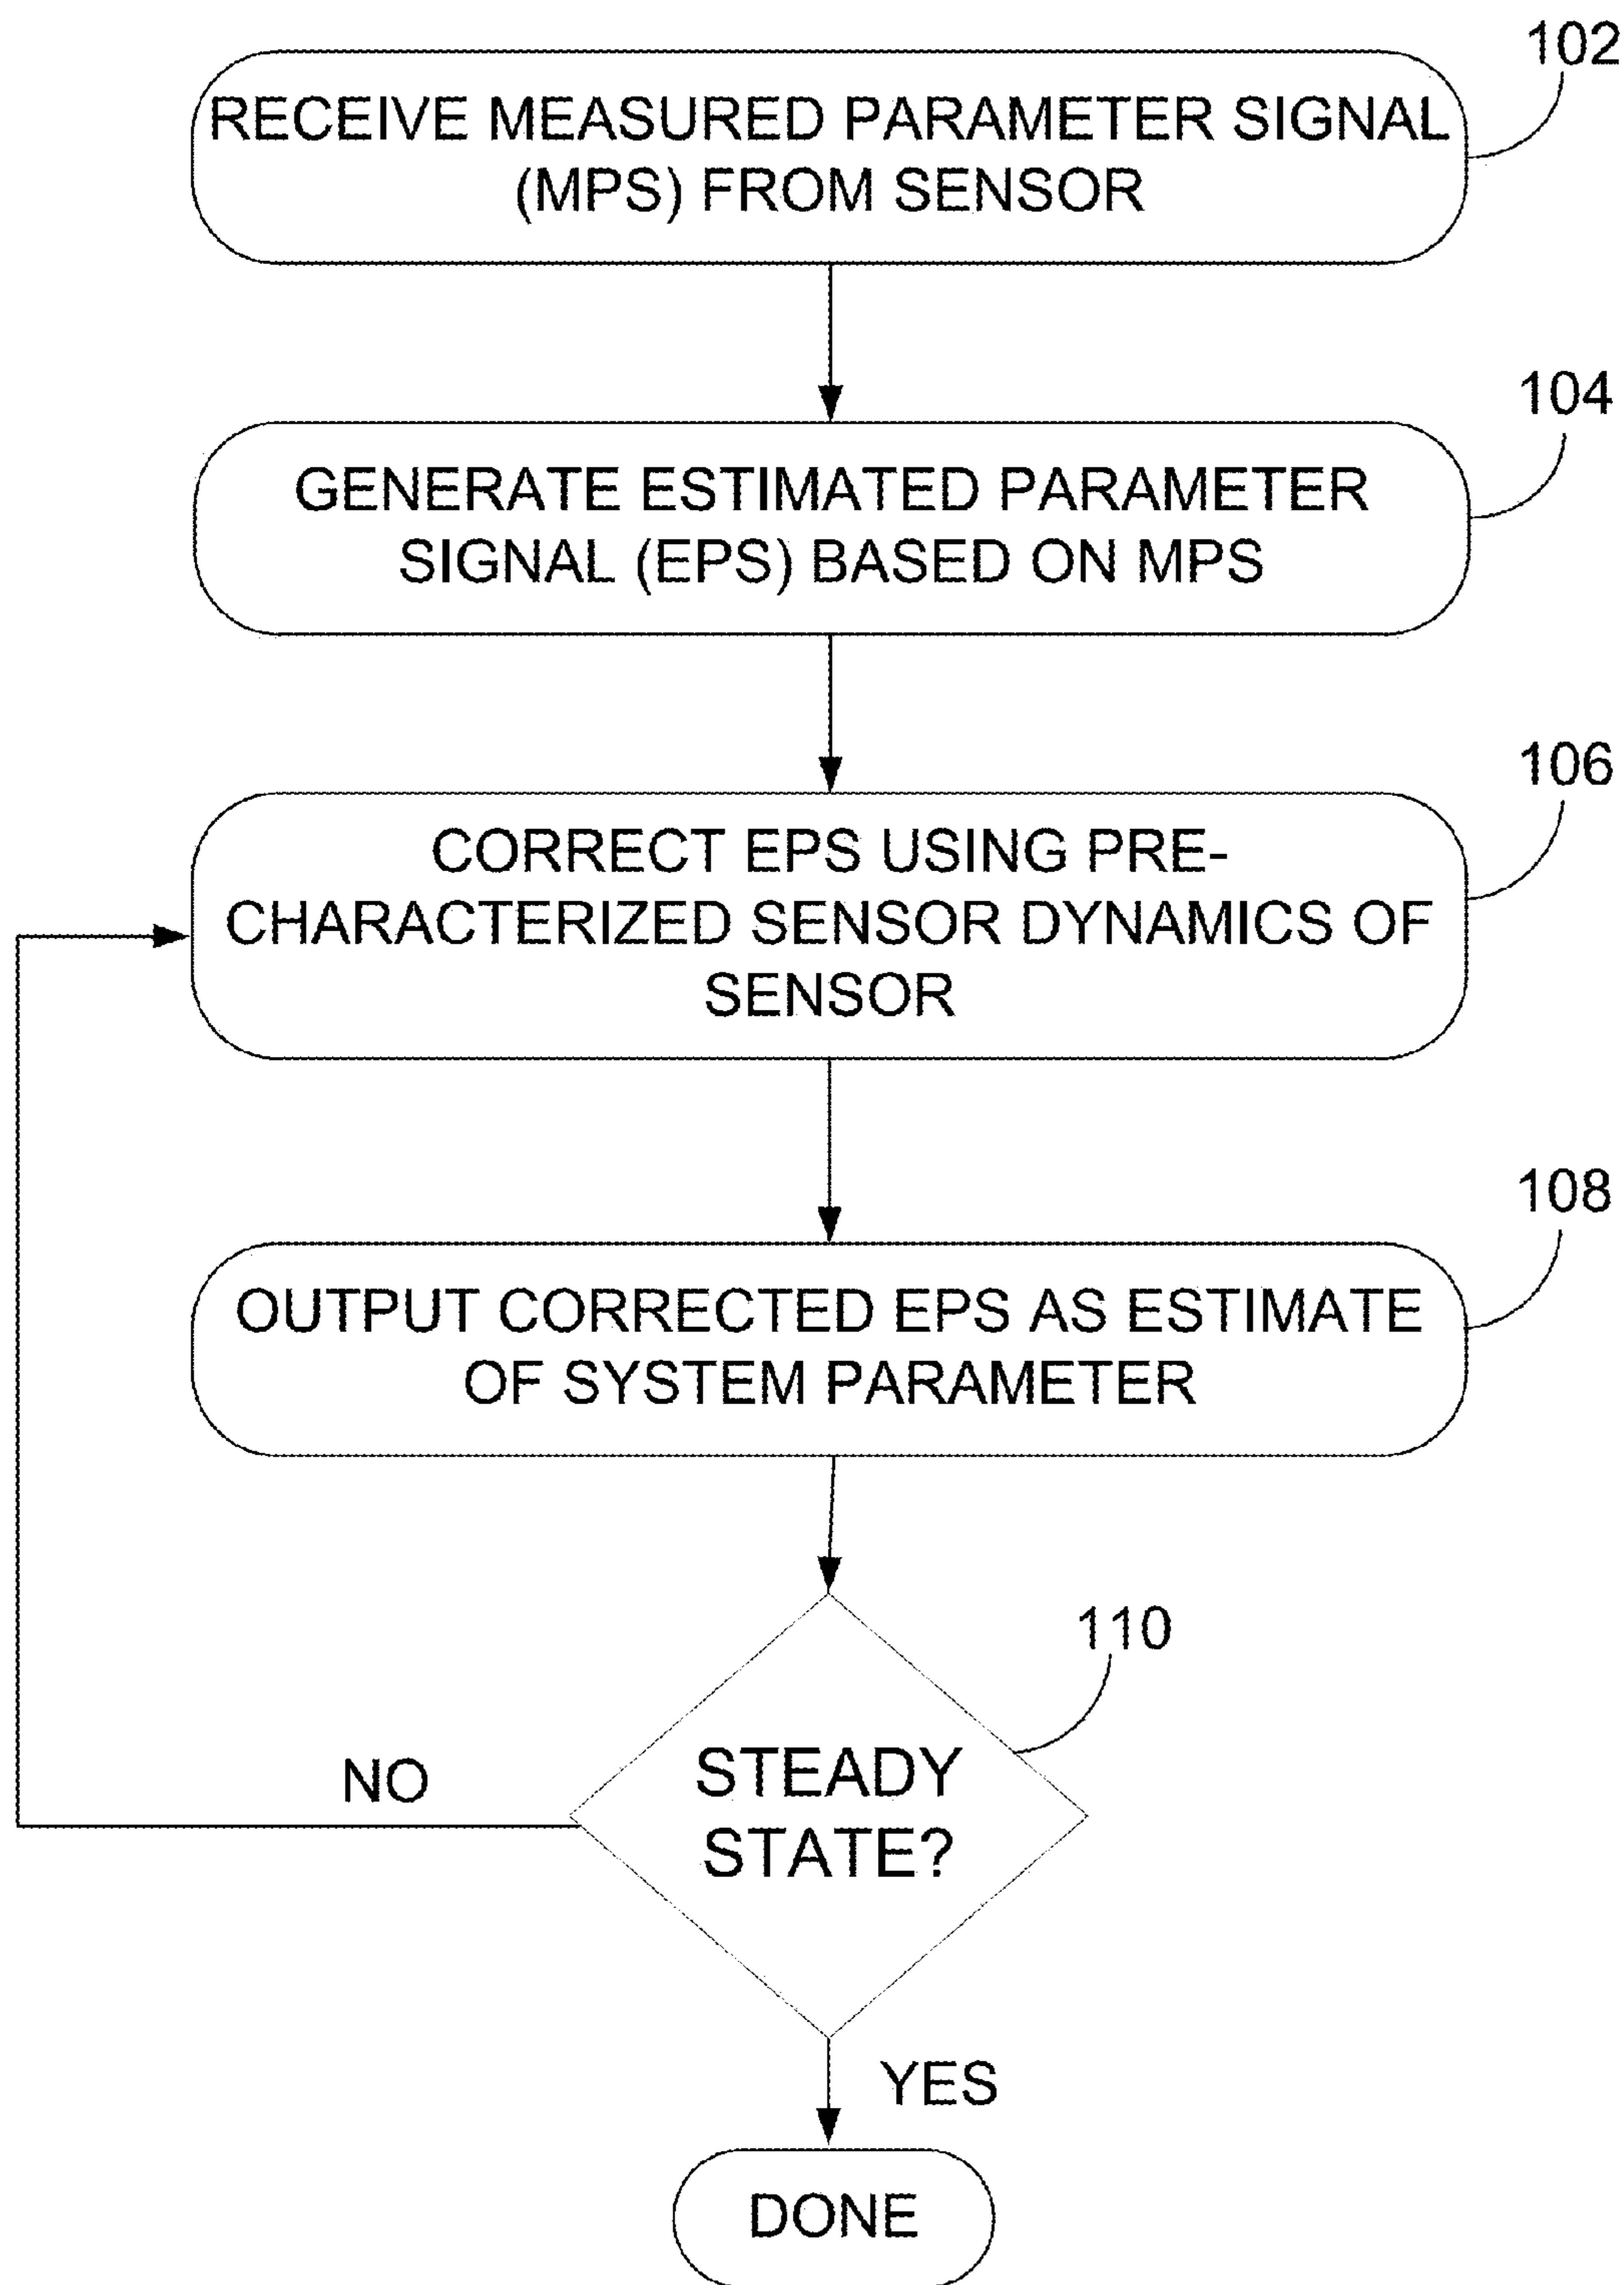 102
RECEIVE MEASURED PARAMETER SIGNAL
(MPS) FROM SENSOR
104
GENERATE ESTIMATED PARAMETER
SIGNAL (EPS) BASED ON MPS
106
CORRECT EPS USING PRE-
CHARACTERIZED SENSOR DYNAMICS OF
SENSOR
108
OUTPUT CORRECTED EPS AS ESTIMATE
OF SYSTEM PARAMETER
110
STEADY
STATE?
NO
YES
DONE